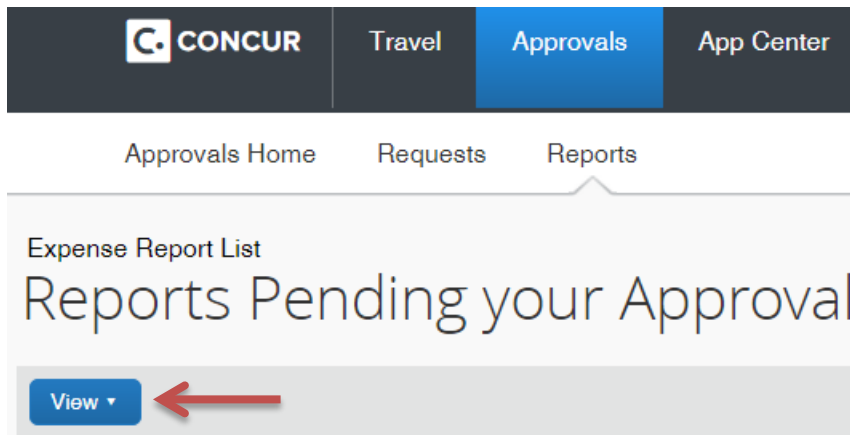 C. CONCUR Travel Approvals App Center
Approvals Home Requests Reports
Expense Report List
Reports Pending your Approval
View